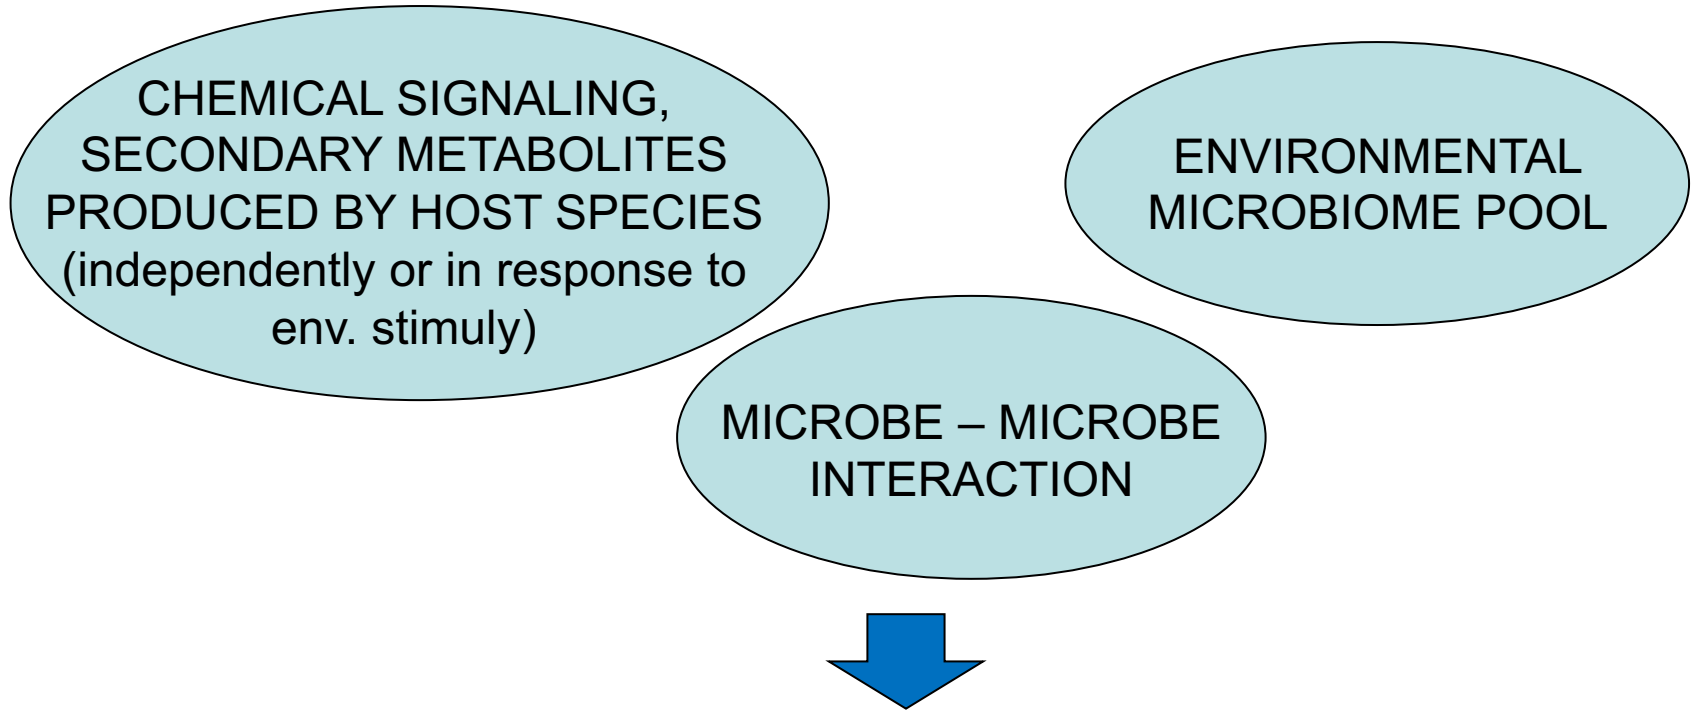 CHEMICAL SIGNALING,
SECONDARY METABOLITES
PRODUCED BY HOST SPECIES
(independently or in response to
env. stimuly)
ENVIRONMENTAL
MICROBIOME POOL
MICROBE – MICROBE
INTERACTION